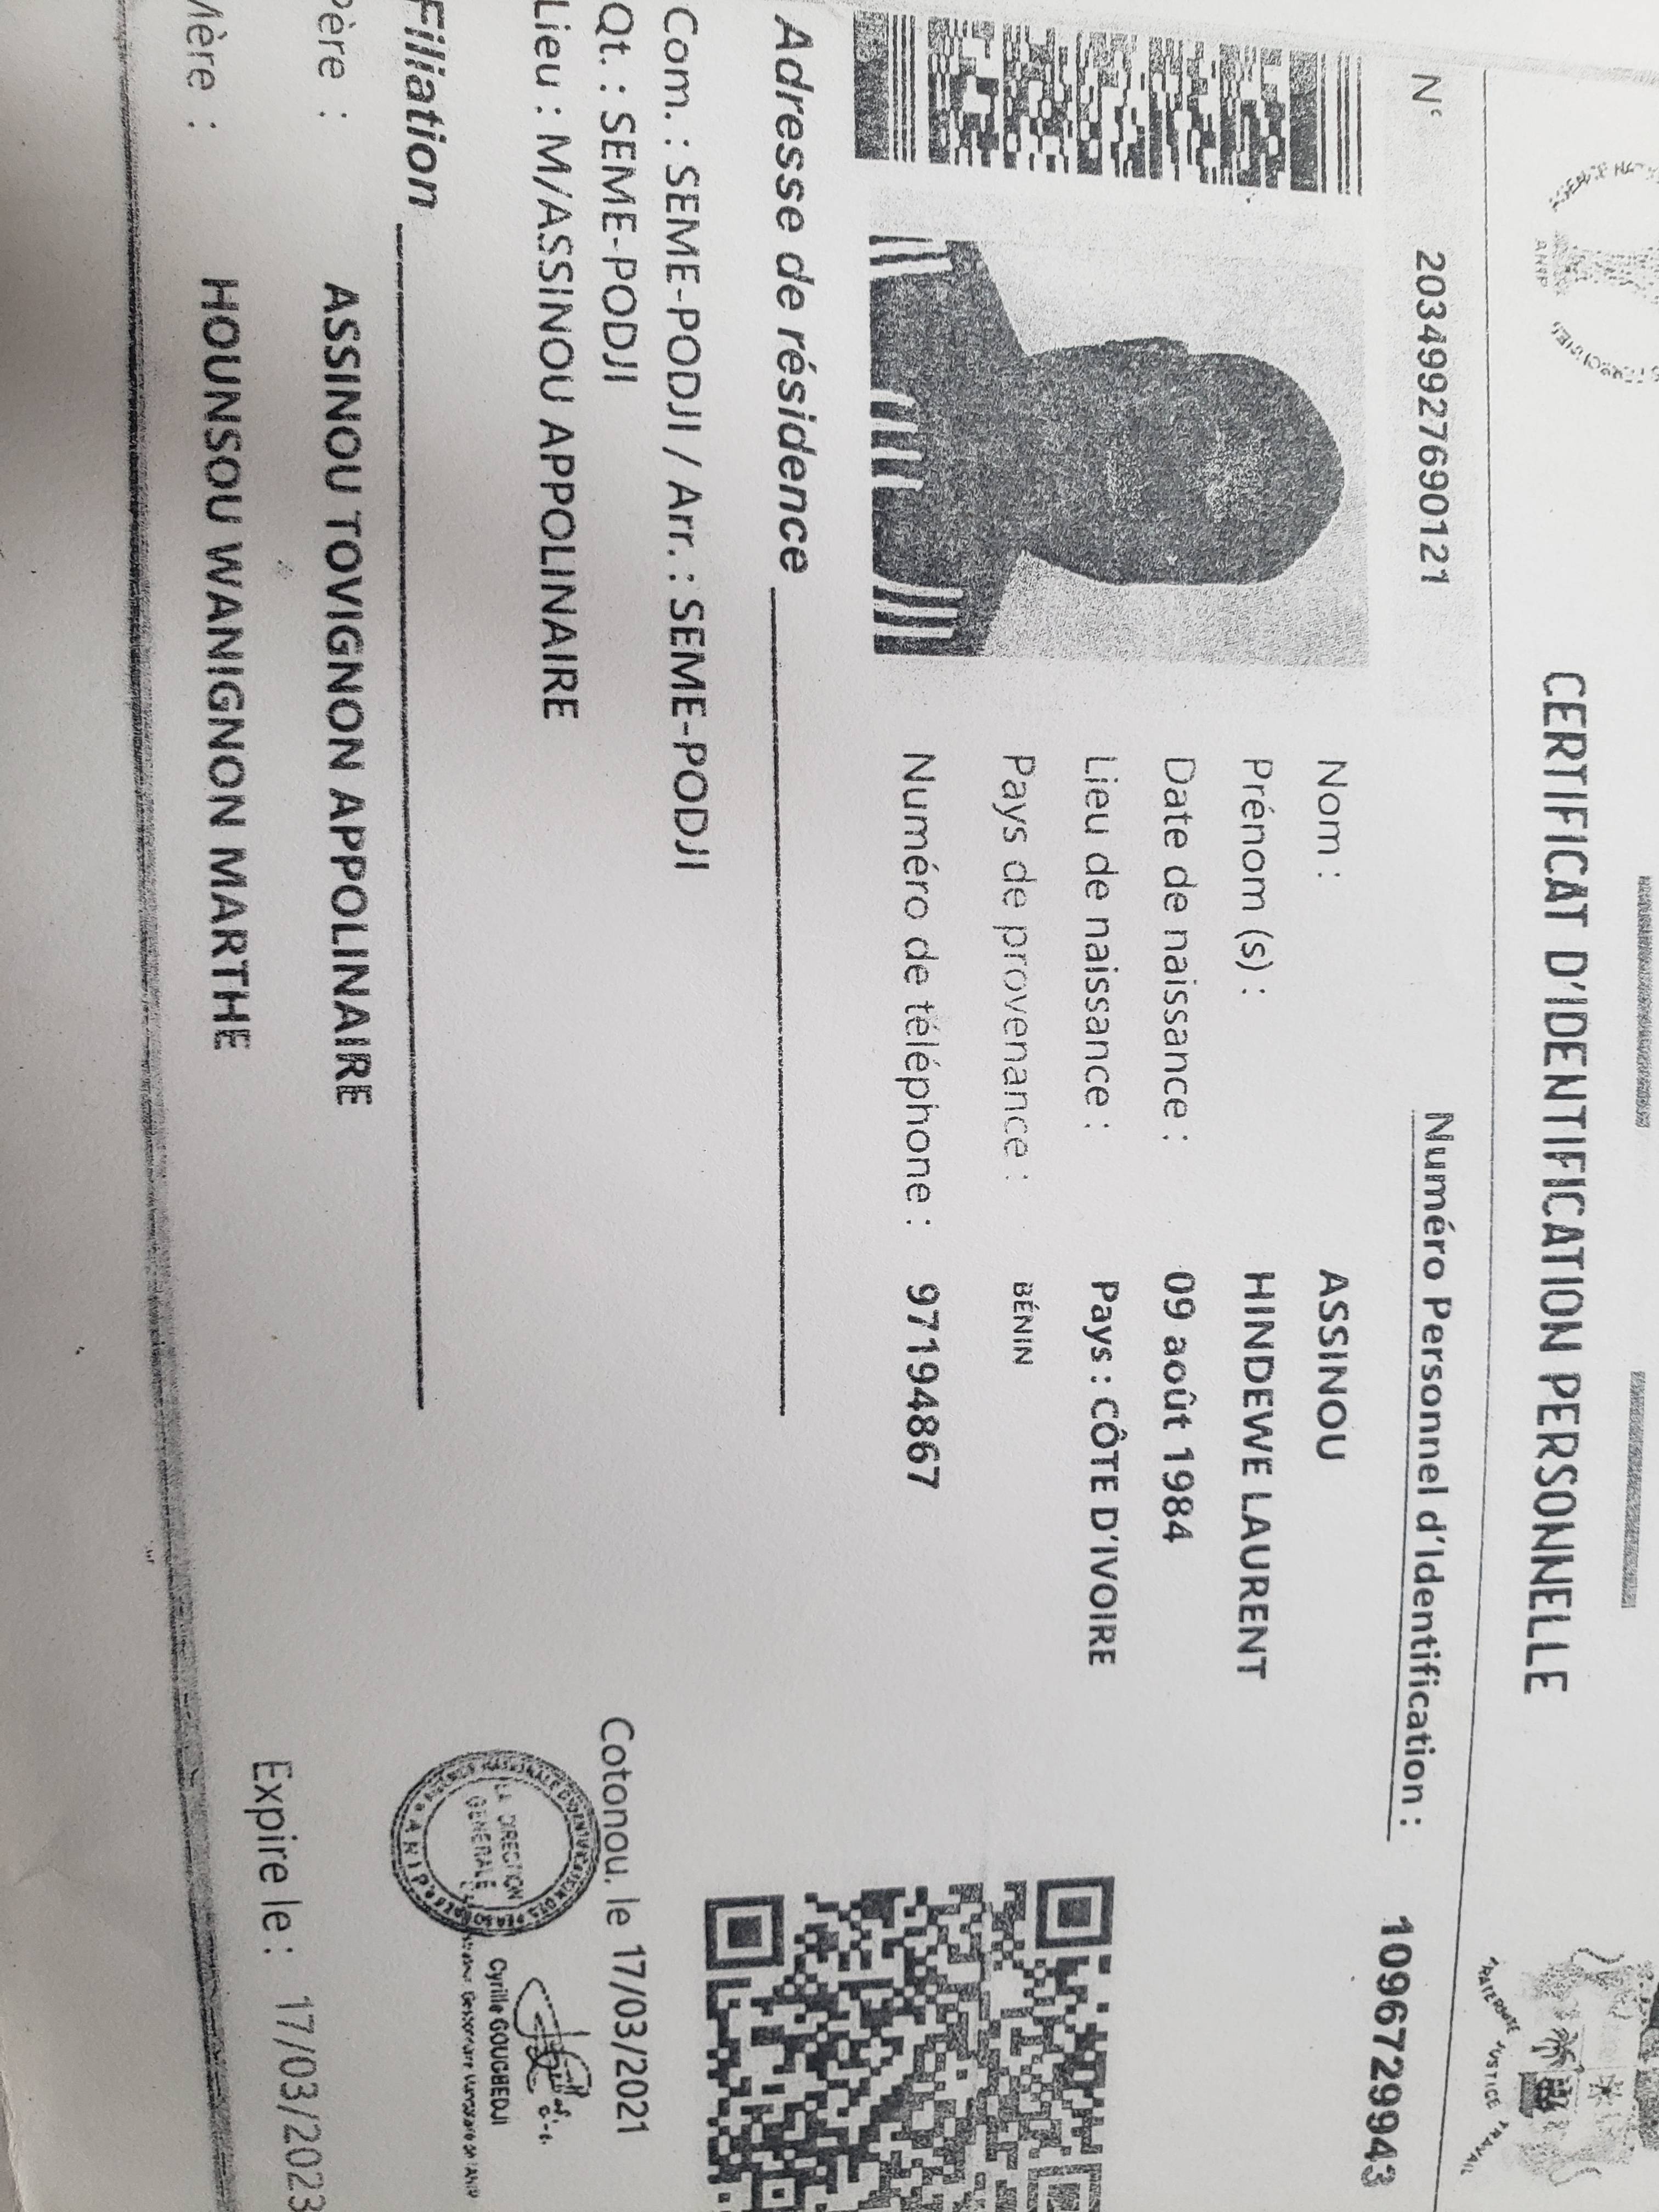 CERTIFICAT D'IDENTIFICATION PERSONNELLE
N° 20349927690121
Numéro Personnel d'Identification : 1096729943
Nom : ASSINOU
Prénom (s) : HINDEWE LAURENT
Date de naissance : 09 août 1984
Lieu de naissance : Pays : CÔTE D'IVOIRE
Pays de provenance : BÉNIN
Numéro de téléphone : 97194867
Adresse de résidence
Com. : SEME-PODJI / Arr. : SEME-PODJI
Qt. : SEME-PODJI
Lieu : M/ASSINOU APPOLINAIRE
Cotonou, le 17/03/2021
LA DIRECTION
GENERALE
ANIP
Cyrille GOUGBEDJI
Filiation
Père : ASSINOU TOVIGNON APPOLINAIRE
Mère : HOUNSOU WANIGNON MARTHE
Expire le : 17/03/2023
FRATERNITE JUSTICE TRAVAIL